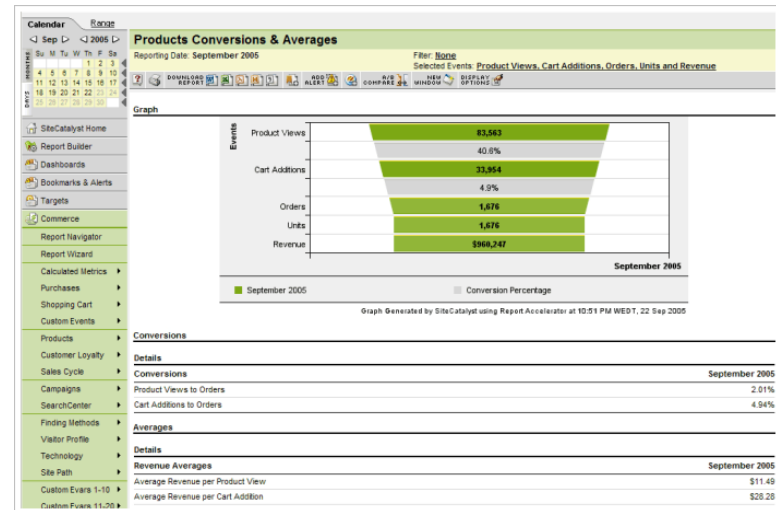 Calendar Range
Sep 2005
Su M Tu W Th F Sa
1 2 3
4 5 6 7 8 9 10
11 12 13 14 15 16 17
18 19 20 21 22 23 24
25 26 27 28 29 30
MONTHS
DAYS
Products Conversions & Averages
Reporting Date: September 2005
Filter: None
Selected Events: Product Views, Cart Additions, Orders, Units and Revenue
DOWNLOAD REPORT
ADD ALERT
A/B COMPARE
NEW WINDOW
DISPLAY OPTIONS
SiteCatalyst Home
Report Builder
Dashboards
Bookmarks & Alerts
Targets
Commerce
Report Navigator
Report Wizard
Calculated Metrics
Purchases
Shopping Cart
Custom Events
Products
Customer Loyalty
Sales Cycle
Campaigns
SearchCenter
Finding Methods
Visitor Profile
Technology
Site Path
Custom Evars 1-10
Custom Evars 11-20
Graph
Events
Product Views 83,563
40.6%
Cart Additions 33,954
4.9%
Orders 1,676
Units 1,676
Revenue $960,247
September 2005
September 2005 Conversion Percentage
Graph Generated by SiteCatalyst using Report Accelerator at 10:51 PM WEDT, 22 Sep 2005
Conversions
Details
Conversions September 2005
Product Views to Orders 2.01%
Cart Additions to Orders 4.94%
Averages
Details
Revenue Averages September 2005
Average Revenue per Product View $11.49
Average Revenue per Cart Addition $28.28